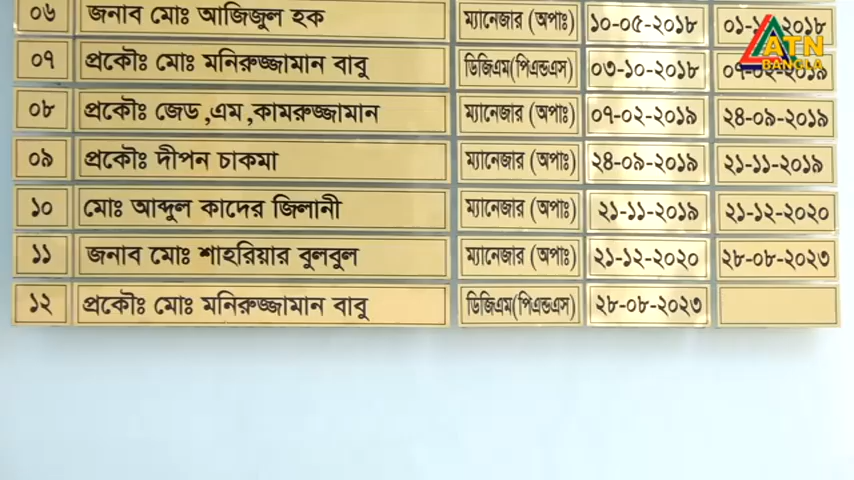 ০৬ জনাব মোঃ আজিজুল হক ম্যানেজার (অপাঃ) ১০-০৫-২০১৮
০৭ প্রকৌঃ মোঃ মনিরুজ্জামান বাবু ডিজিএম(পিএন্ডএস) ০৩-১০-২০১৮ ০৭-০২-২০১৯
০৮ প্রকৌঃ জেড ,এম ,কামরুজ্জামান ম্যানেজার (অপাঃ) ০৭-০২-২০১৯ ২৪-০৯-২০১৯
০৯ প্রকৌঃ দীপন চাকমা ম্যানেজার (অপাঃ) ২৪-০৯-২০১৯ ২১-১১-২০১৯
১০ মোঃ আব্দুল কাদের জিলানী ম্যানেজার (অপাঃ) ২১-১১-২০১৯ ২১-১২-২০২০
১১ জনাব মোঃ শাহরিয়ার বুলবুল ম্যানেজার (অপাঃ) ২১-১২-২০২০ ২৮-০৮-২০২৩
১২ প্রকৌঃ মোঃ মনিরুজ্জামান বাবু ডিজিএম(পিএন্ডএস) ২৮-০৮-২০২৩
ATN
BANGLA